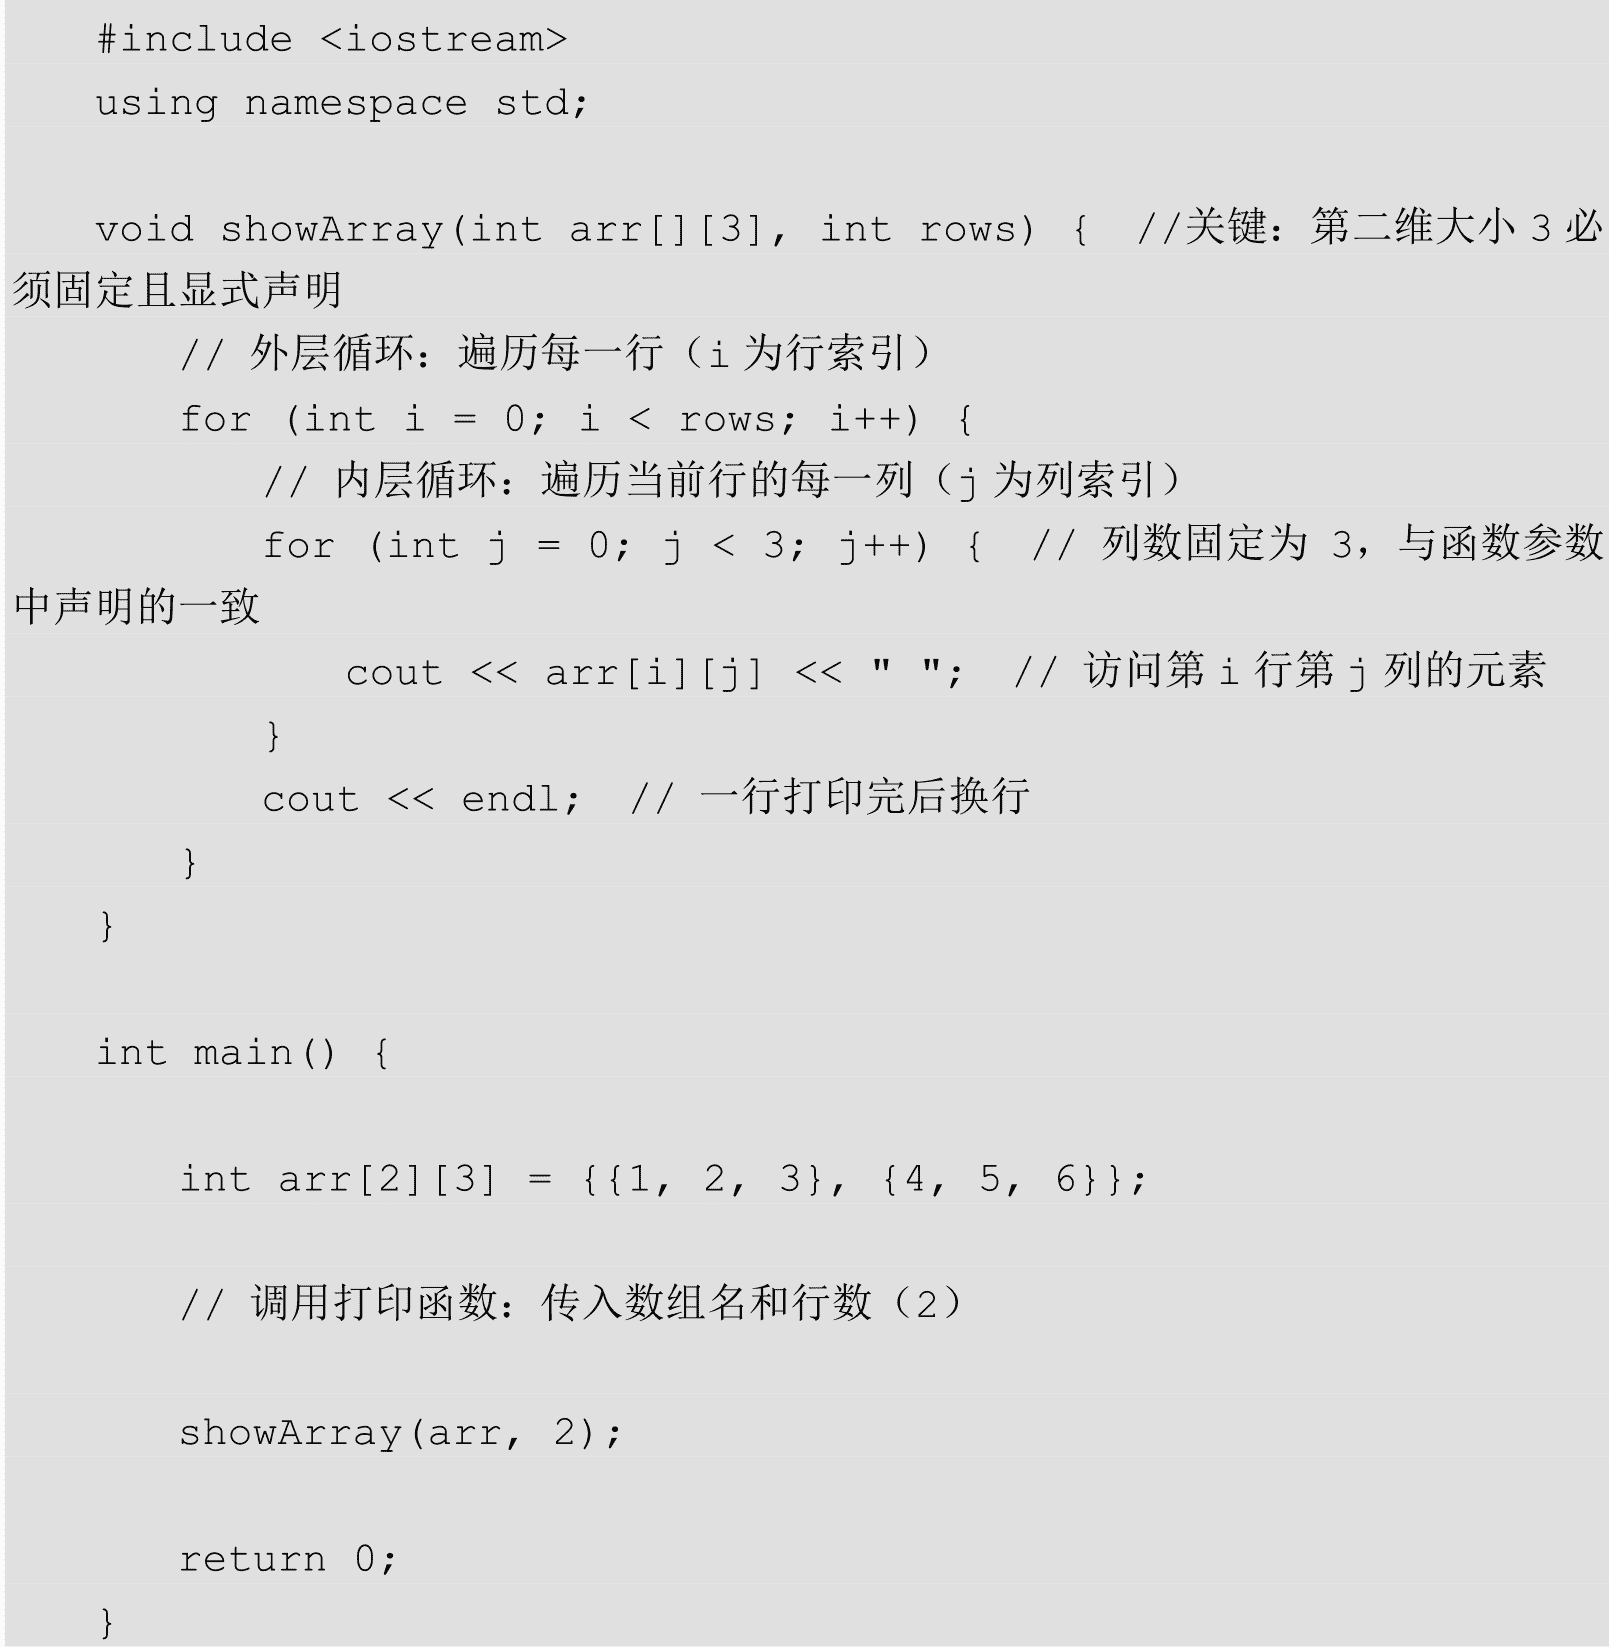 #include <iostream>
using namespace std;
void showArray(int arr[][3], int rows) {  //关键：第二维大小 3 必
须固定且显式声明
// 外层循环：遍历每一行（i 为行索引）
for (int i = 0; i < rows; i++) {
// 内层循环：遍历当前行的每一列（j 为列索引）
for (int j = 0; j < 3; j++) {  // 列数固定为 3，与函数参数
中声明的一致
cout << arr[i][j] << " ";  // 访问第 i 行第 j 列的元素
}
cout << endl;  // 一行打印完后换行
}
}
int main() {
int arr[2][3] = {{1, 2, 3}, {4, 5, 6}};
// 调用打印函数：传入数组名和行数（2）
showArray(arr, 2);
return 0;
}